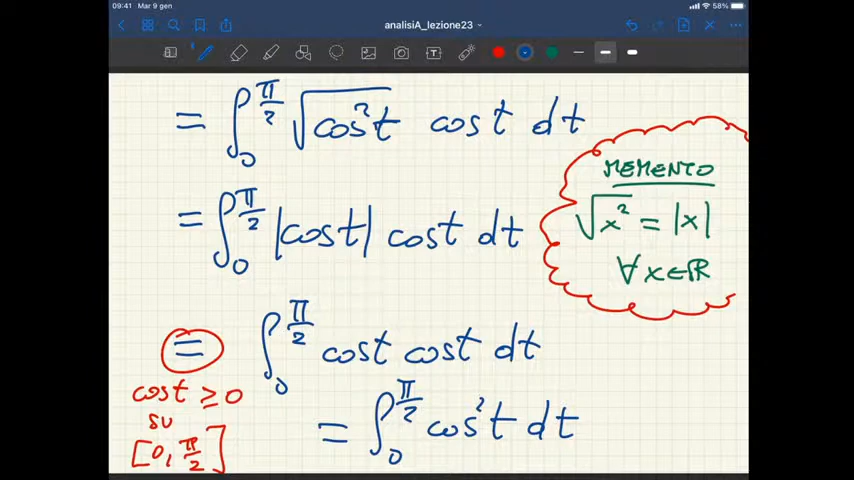 09:41 Mar 9 gen
58%
analisiA_lezione23
= ∫₀^{π/2} √(cos²t) cos t dt
MEMENTO
√(x²) = |x|
∀ x ∈ ℝ
= ∫₀^{π/2} |cos t| cos t dt
= ∫₀^{π/2} cos t cos t dt
cos t ≥ 0
su
[0, π/2]
= ∫₀^{π/2} cos²t dt